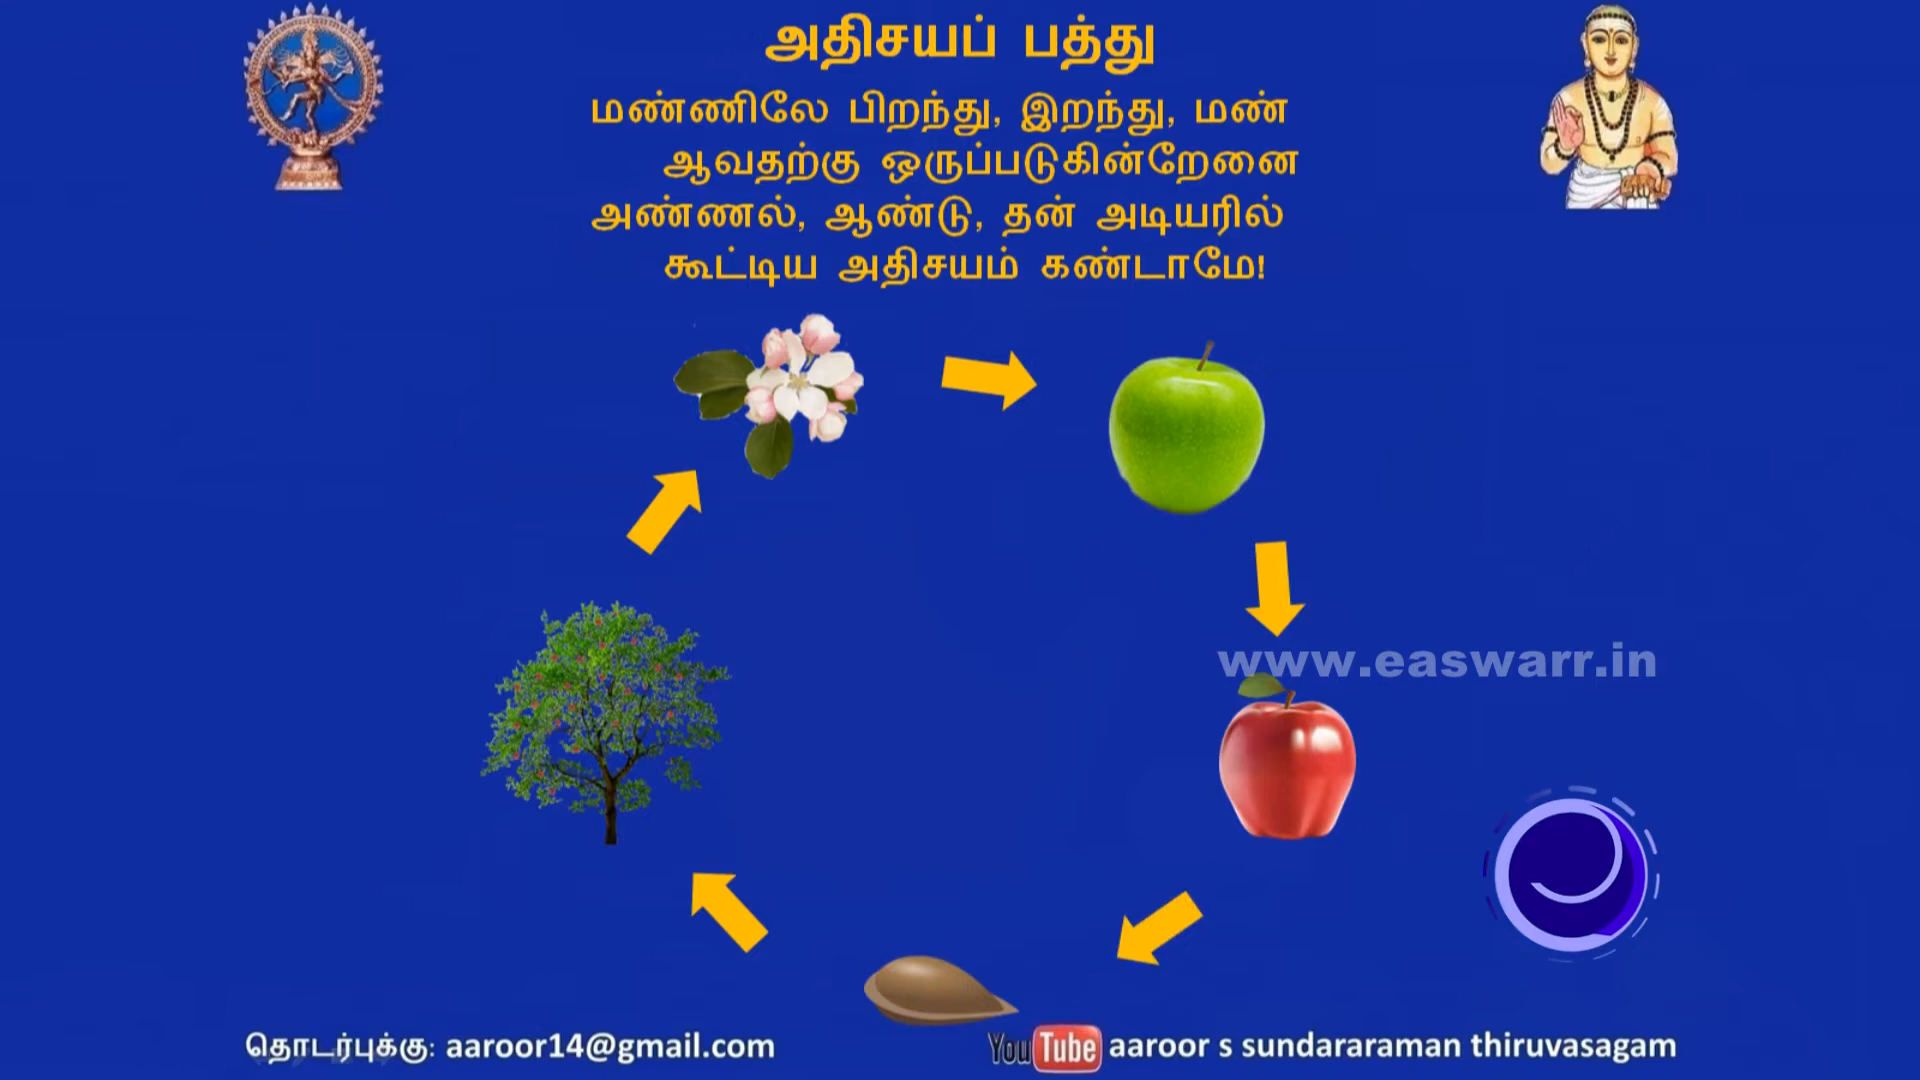 அதிசயப் பத்து
மண்ணிலே பிறந்து, இறந்து, மண்
ஆவதற்கு ஒருப்படுகின்றேனை
அண்ணல், ஆண்டு, தன் அடியரில்
கூட்டிய அதிசயம் கண்டாமே!
www.easwarr.in
தொடர்புக்கு: aaroor14@gmail.com
YouTube aaroor s sundararaman thiruvasagam